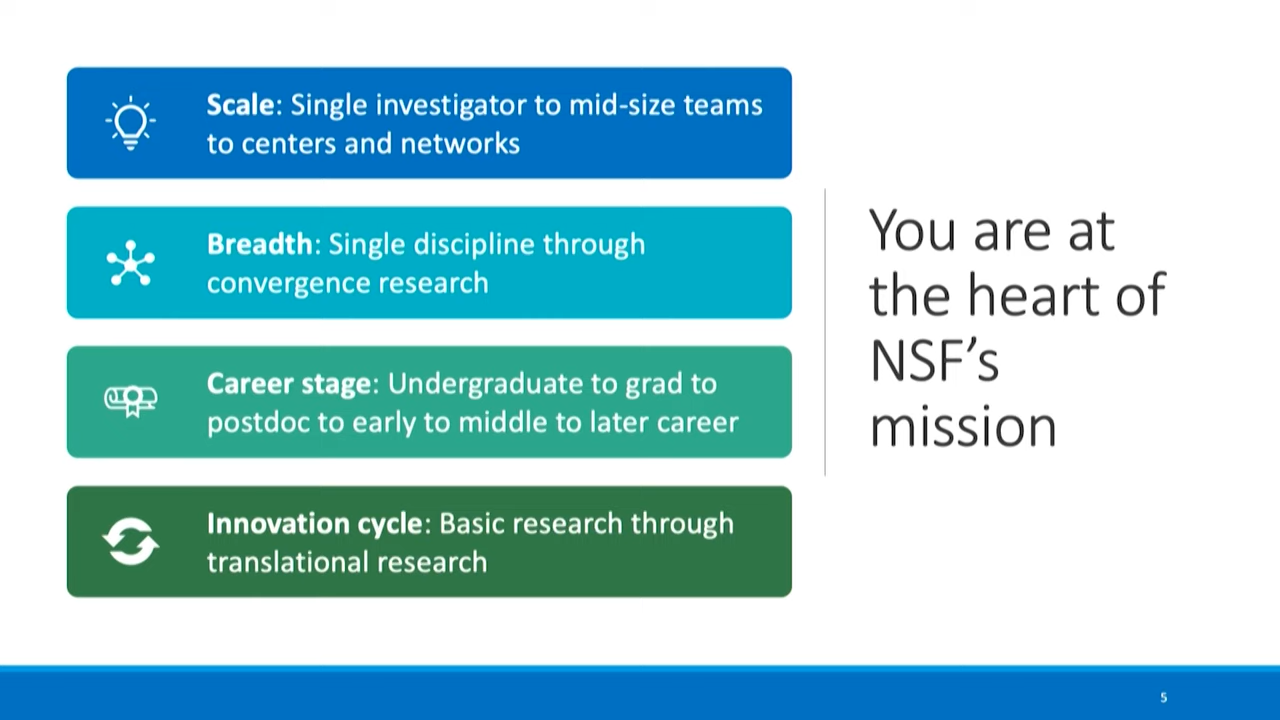 Scale: Single investigator to mid-size teams
to centers and networks
Breadth: Single discipline through
convergence research
Career stage: Undergraduate to grad to
postdoc to early to middle to later career
Innovation cycle: Basic research through
translational research
You are at
the heart of
NSF’s
mission
5